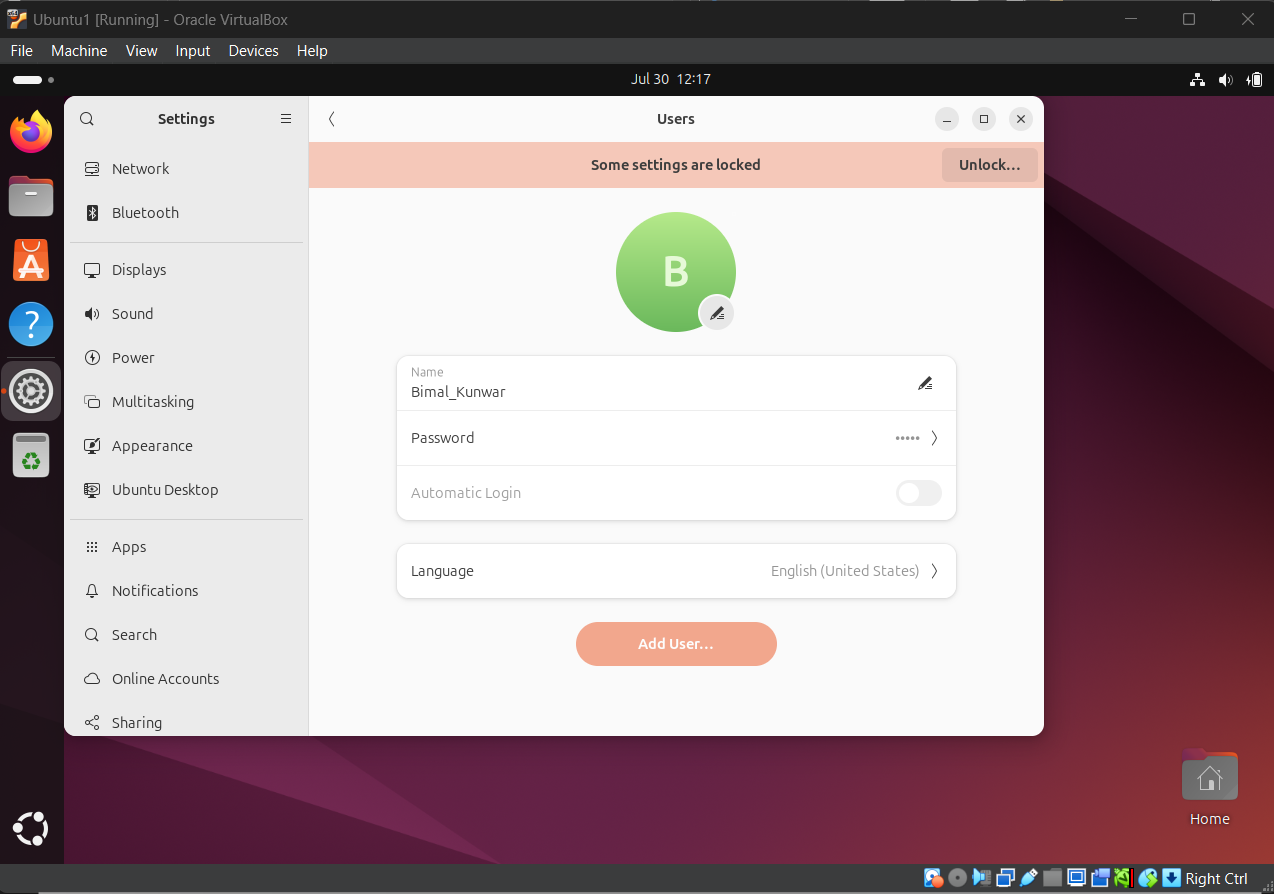 Ubuntu1 [Running] - Oracle VirtualBox
File Machine View Input Devices Help
Jul 30 12:17
Settings
Users
Some settings are locked
Unlock...
Network
Bluetooth
Displays
Sound
Power
Multitasking
Appearance
Ubuntu Desktop
Apps
Notifications
Search
Online Accounts
Sharing
B
Name
Bimal_Kunwar
Password
Automatic Login
Language English (United States)
Add User...
Home
Right Ctrl